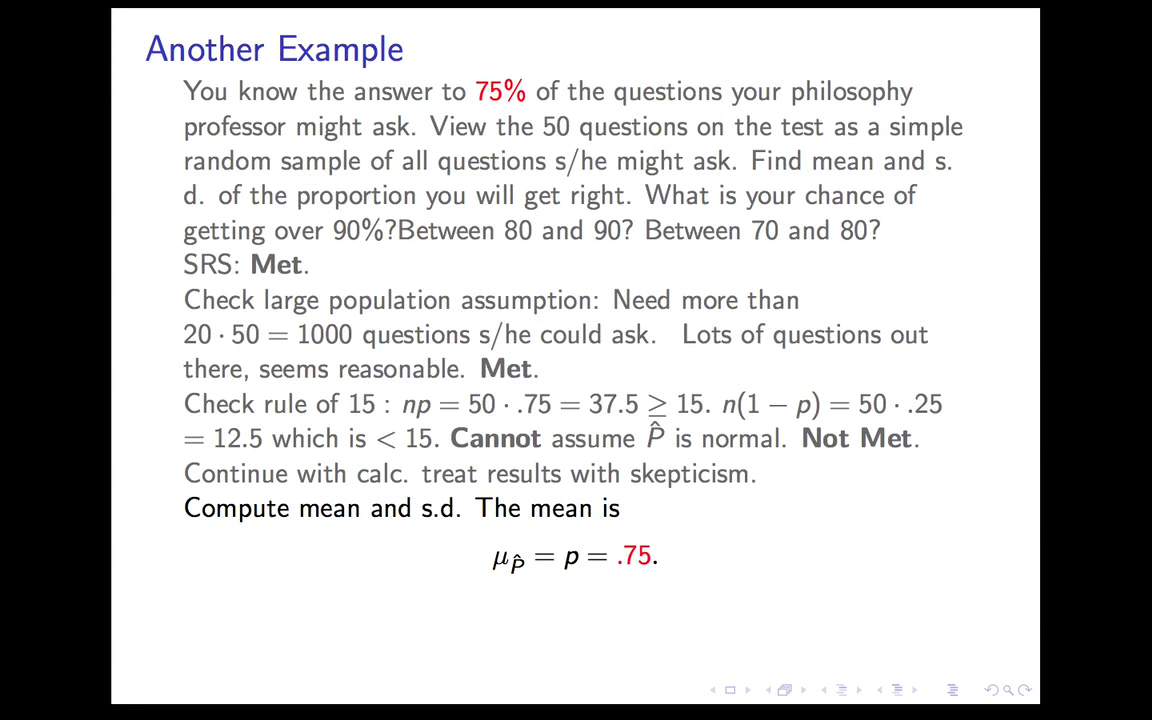 Another Example
You know the answer to 75% of the questions your philosophy
professor might ask. View the 50 questions on the test as a simple
random sample of all questions s/he might ask. Find mean and s.
d. of the proportion you will get right. What is your chance of
getting over 90%?Between 80 and 90? Between 70 and 80?
SRS: Met.
Check large population assumption: Need more than
20 · 50 = 1000 questions s/he could ask. Lots of questions out
there, seems reasonable. Met.
Check rule of 15 : np = 50 · .75 = 37.5 ≥ 15. n(1 − p) = 50 · .25
= 12.5 which is < 15. Cannot assume P̂ is normal. Not Met.
Continue with calc. treat results with skepticism.
Compute mean and s.d. The mean is
μ_P̂ = p = .75.